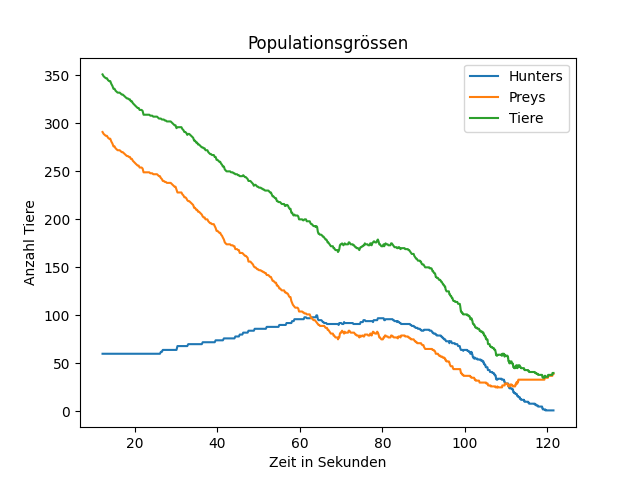 Populationsgrössen
Hunters
Preys
Tiere
Anzahl Tiere
350
300
250
200
150
100
50
0
20 40 60 80 100 120
Zeit in Sekunden